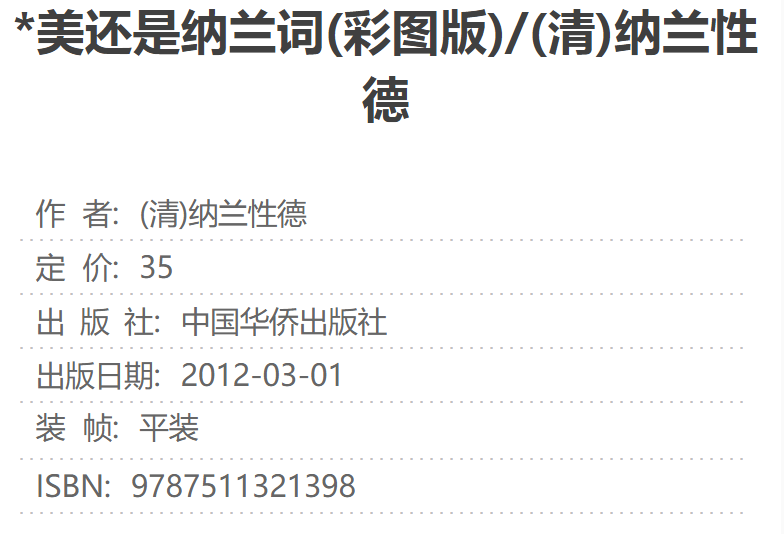 *美还是纳兰词(彩图版)/(清)纳兰性
德
作 者: (清)纳兰性德
定 价: 35
出 版 社: 中国华侨出版社
出版日期: 2012-03-01
装 帧: 平装
ISBN: 9787511321398